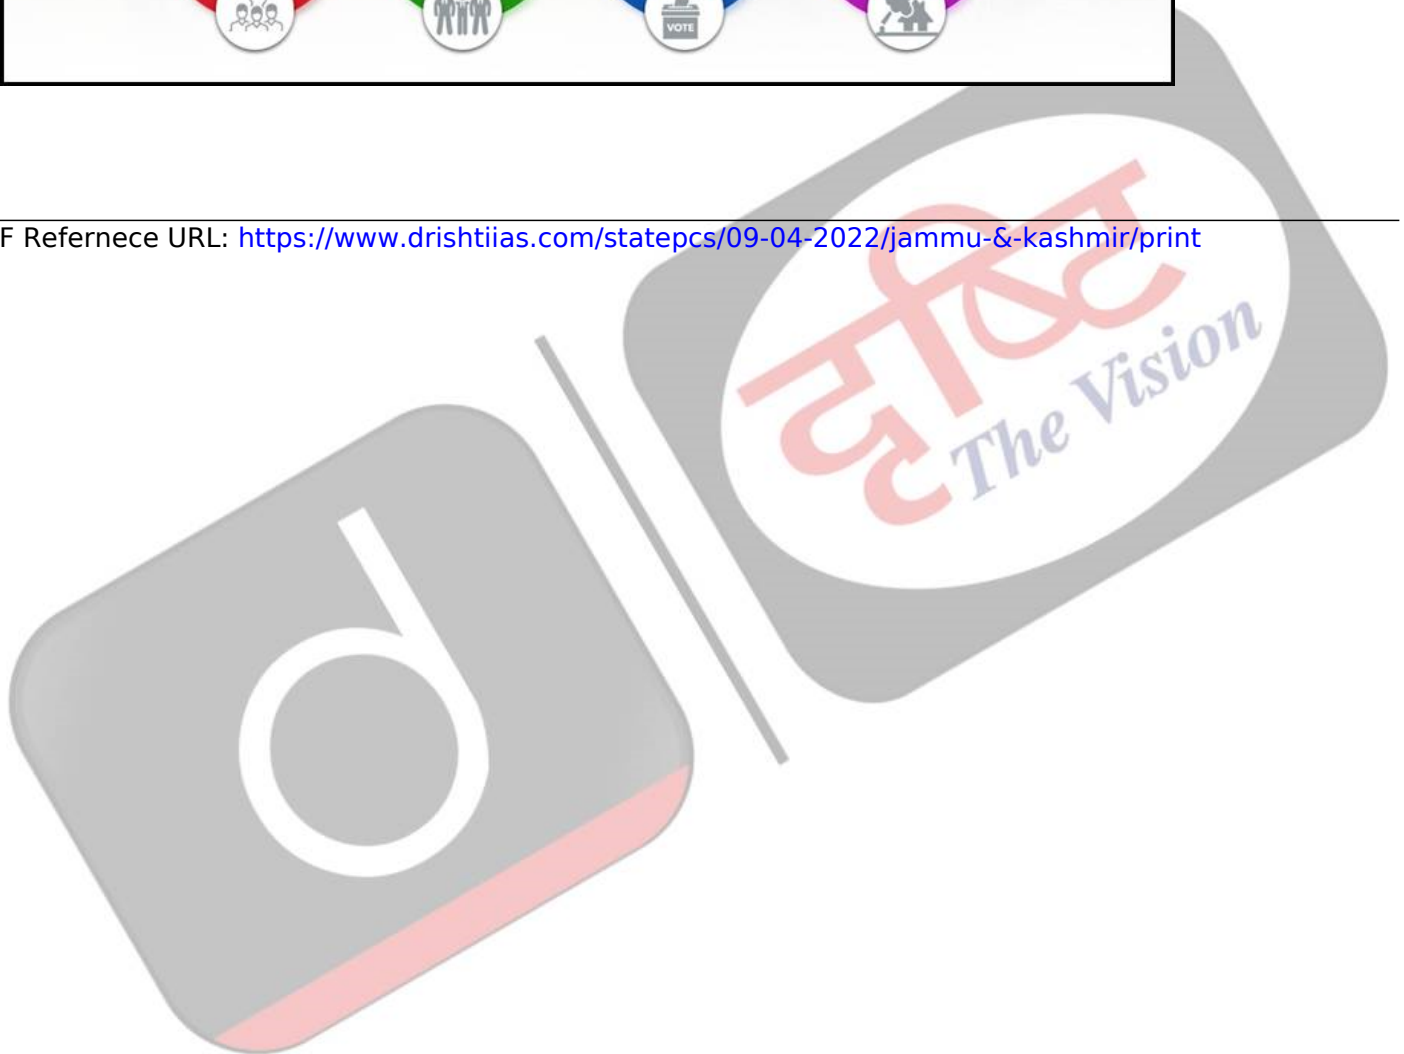 VOTE
F Refernece URL: https://www.drishtiias.com/statepcs/09-04-2022/jammu-&-kashmir/print
दृष्टि
The Vision
d